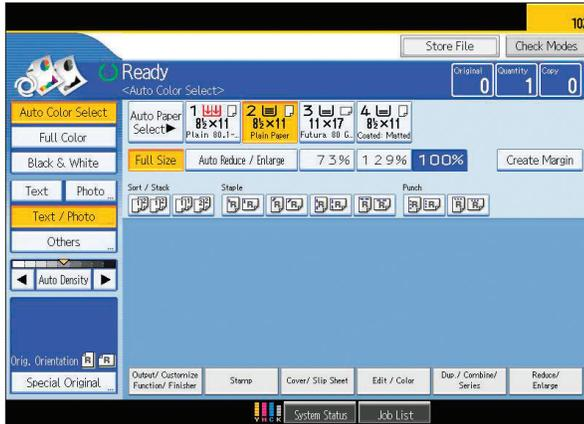 102
Store File Check Modes
Ready
<Auto Color Select>
Original Quantity Copy
0 1 0
Auto Color Select
Full Color
Black & White
Text Photo
Text / Photo
Others
Auto Density
Orig. Orientation R R
Special Original
Auto Paper Select▶
1 8½×11 Plain 80.1-..
2 8½×11 Plain Paper
3 11×17 Futura 80 G..
4 8½×11 Coated: Matted
Full Size Auto Reduce / Enlarge 73% 129% 100% Create Margin
Sort / Stack Staple Punch
Output/ Customize Function/ Finisher
Stamp
Cover/ Slip Sheet
Edit / Color
Dup./ Combine/ Series
Reduce/ Enlarge
Y M C K
System Status Job List